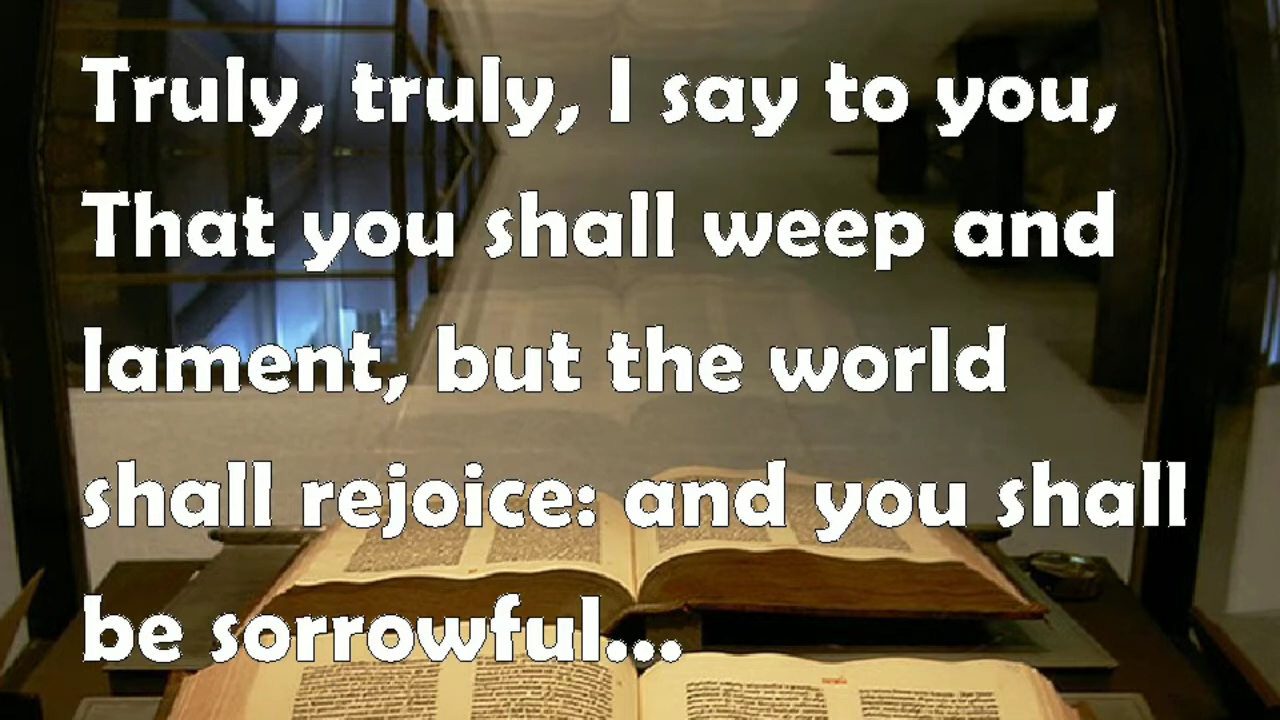 Truly, truly, I say to you,
That you shall weep and
lament, but the world
shall rejoice: and you shall
be sorrowful...